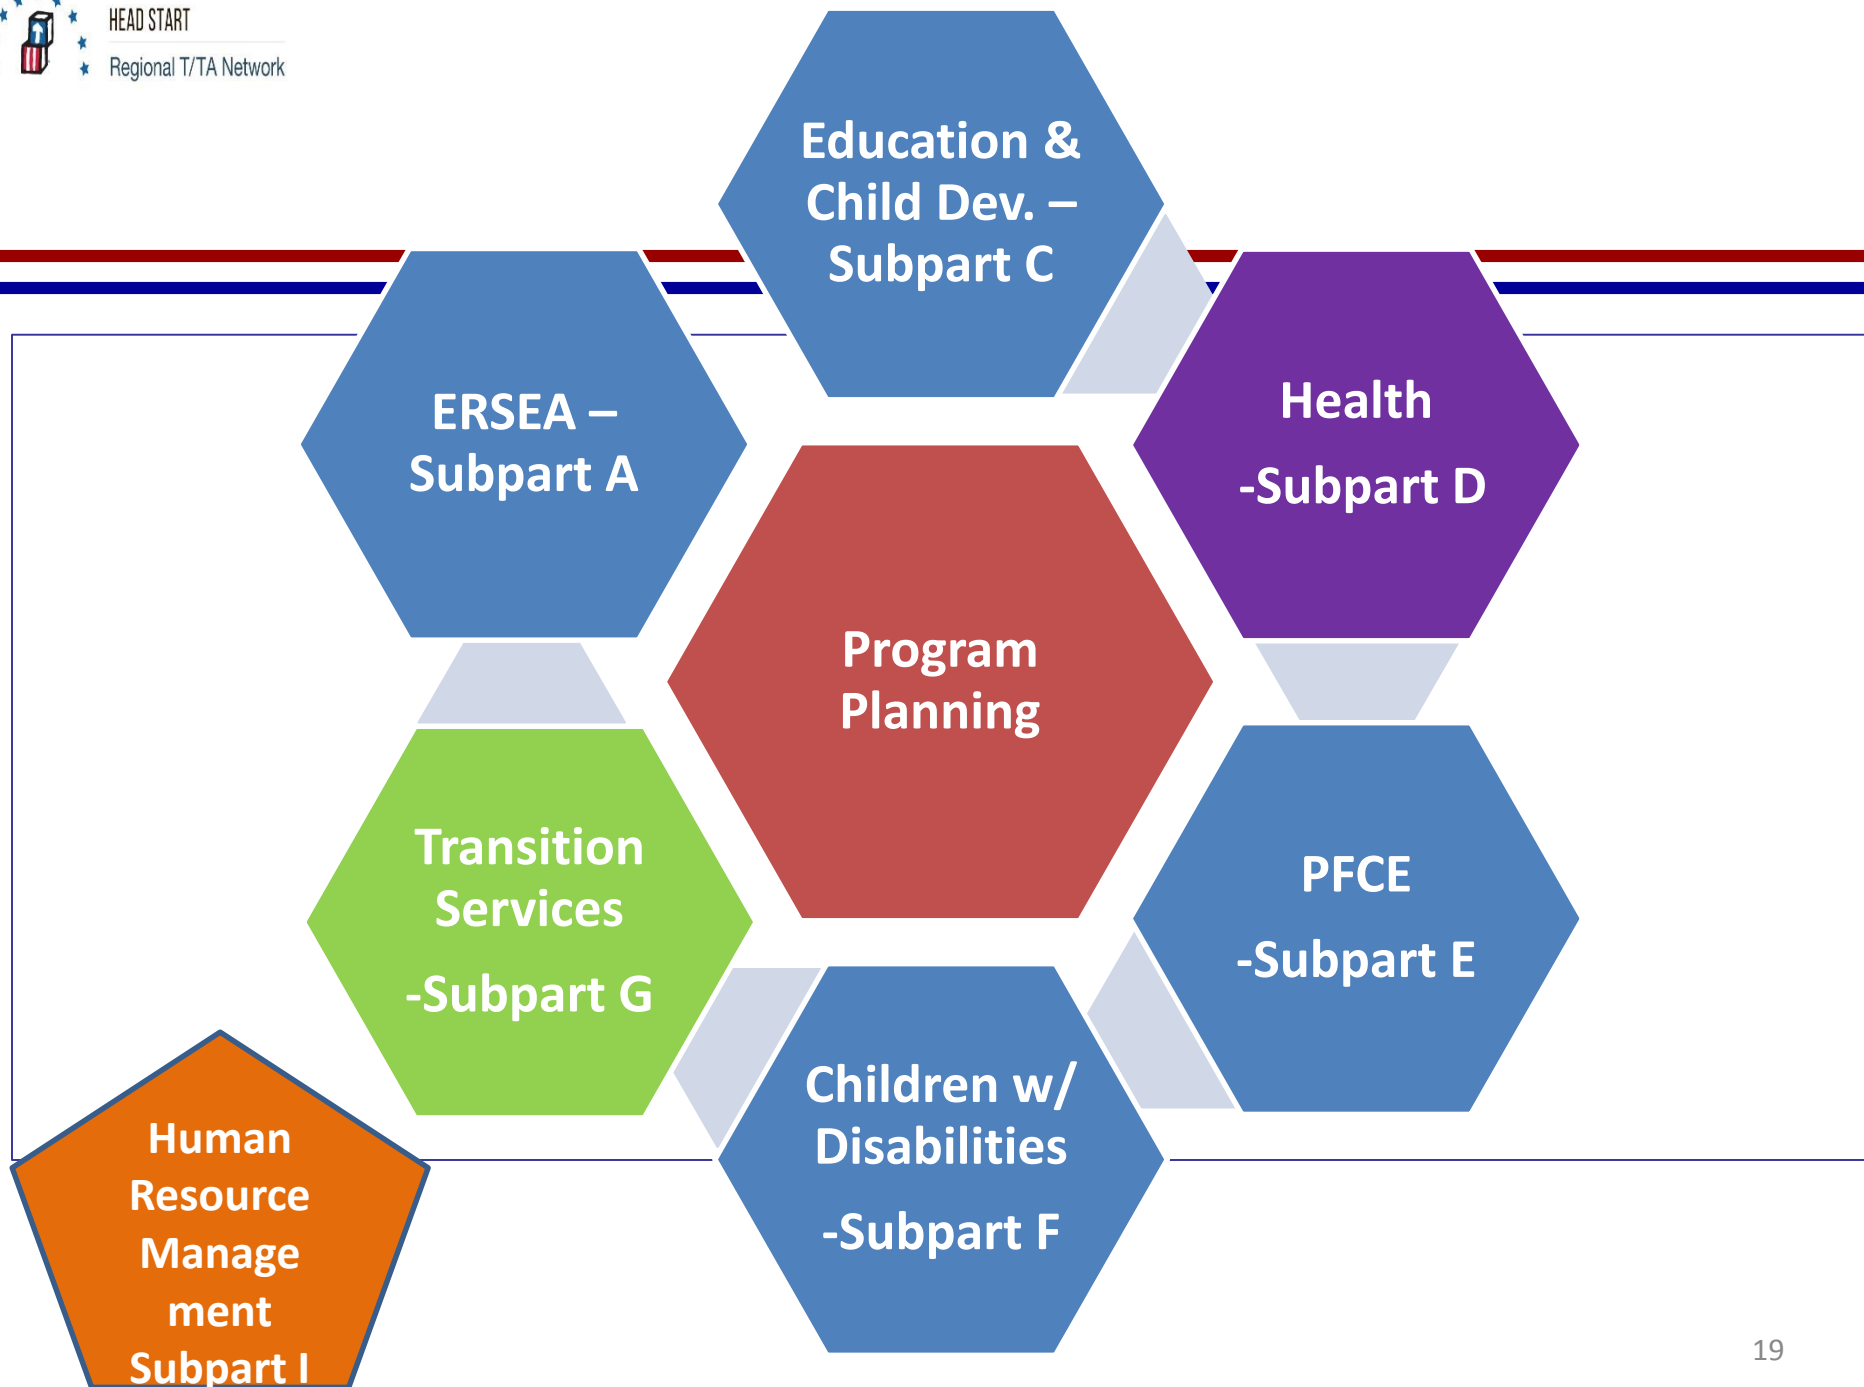 HEAD START
Regional T/TA Network
Education &
Child Dev. –
Subpart C
ERSEA –
Subpart A
Health
-Subpart D
Program
Planning
Transition
Services
-Subpart G
PFCE
-Subpart E
Children w/
Disabilities
-Subpart F
Human
Resource
Manage
ment
Subpart I
19